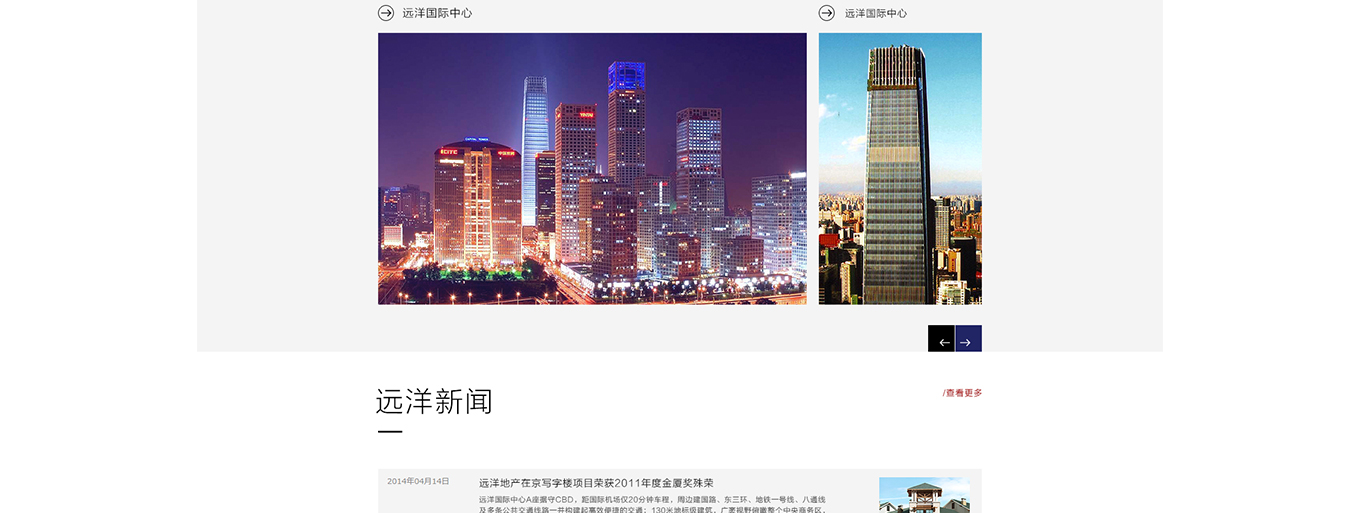 远洋国际中心
远洋国际中心
CAPITAL TOWER
CITIC
远洋新闻
/查看更多
2014年04月14日
远洋地产在京写字楼项目荣获2011年度金厦奖殊荣
远洋国际中心A座据守CBD，距国际机场仅20分钟车程，周边建国路、东三环、地铁一号线、八通线
及多条公共交通线路一并构建起高效便捷的交通；130米地标级建筑，广阔视野俯瞰整个中央商务区，